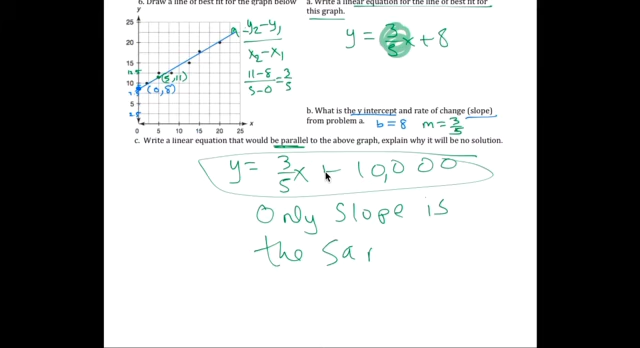 6. Draw a line of best fit for the graph below
a. Write a linear equation for the line of best fit for this graph.
y = 3/5 x + 8
y
25
20
15
10
5
0
5
10
15
20
25
x
(5, 11)
(0, 8)
y₂ - y₁
x₂ - x₁
11-8
5-0
= 3/5
b. What is the y intercept and rate of change (slope)
from problem a.
b = 8
m = 3/5
c. Write a linear equation that would be parallel to the above graph, explain why it will be no solution.
y = 3/5 x + 10,000
Only slope is
the sa